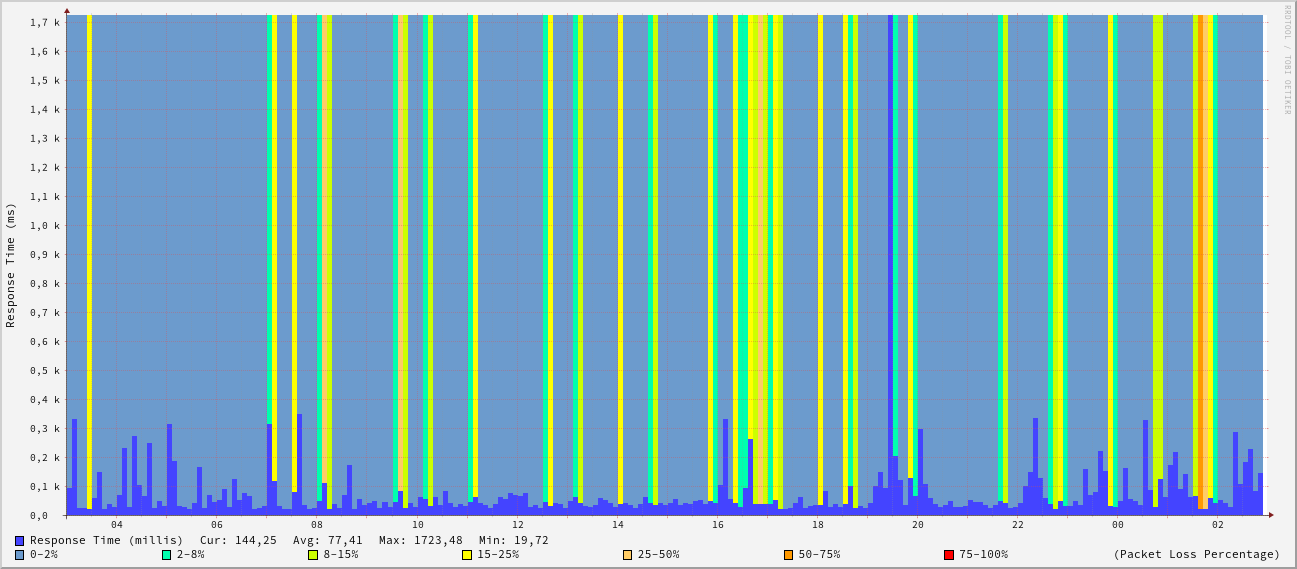 RRDTOOL / TOBI OETIKER
Response Time (ms)
1,7 k
1,6 k
1,5 k
1,4 k
1,3 k
1,2 k
1,1 k
1,0 k
0,9 k
0,8 k
0,7 k
0,6 k
0,5 k
0,4 k
0,3 k
0,2 k
0,1 k
0,0
04 06 08 10 12 14 16 18 20 22 00 02
Response Time (millis) Cur: 144,25 Avg: 77,41 Max: 1723,48 Min: 19,72
0-2% 2-8% 8-15% 15-25% 25-50% 50-75% 75-100% (Packet Loss Percentage)